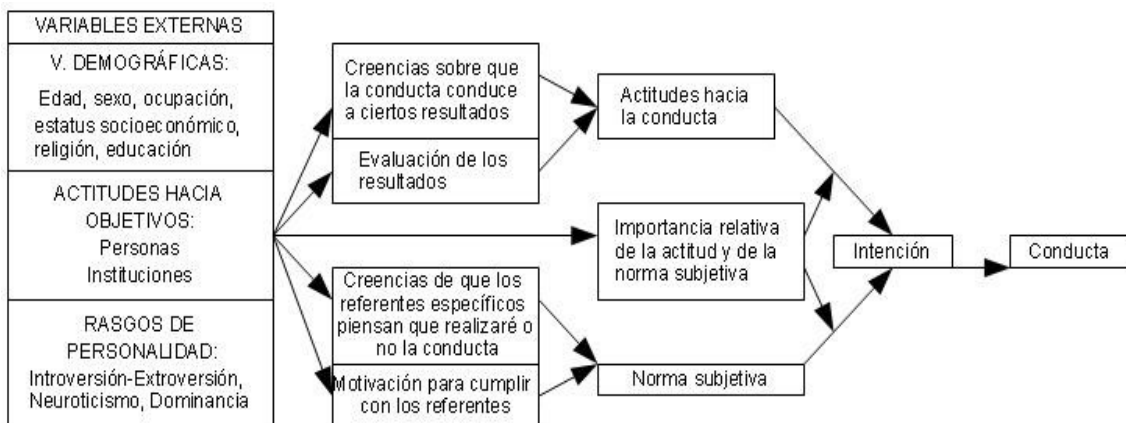 VARIABLES EXTERNAS
V. DEMOGRÁFICAS:
Edad, sexo, ocupación,
estatus socioeconómico,
religión, educación
ACTITUDES HACIA
OBJETIVOS:
Personas
Instituciones
RASGOS DE
PERSONALIDAD:
Introversión-Extroversión,
Neuroticismo, Dominancia
Creencias sobre que
la conducta conduce
a ciertos resultados
Evaluación de los
resultados
Creencias de que los
referentes específicos
piensan que realizaré o
no la conducta
Motivación para cumplir
con los referentes
Actitudes hacia
la conducta
Importancia relativa
de la actitud y de la
norma subjetiva
Norma subjetiva
Intención
Conducta